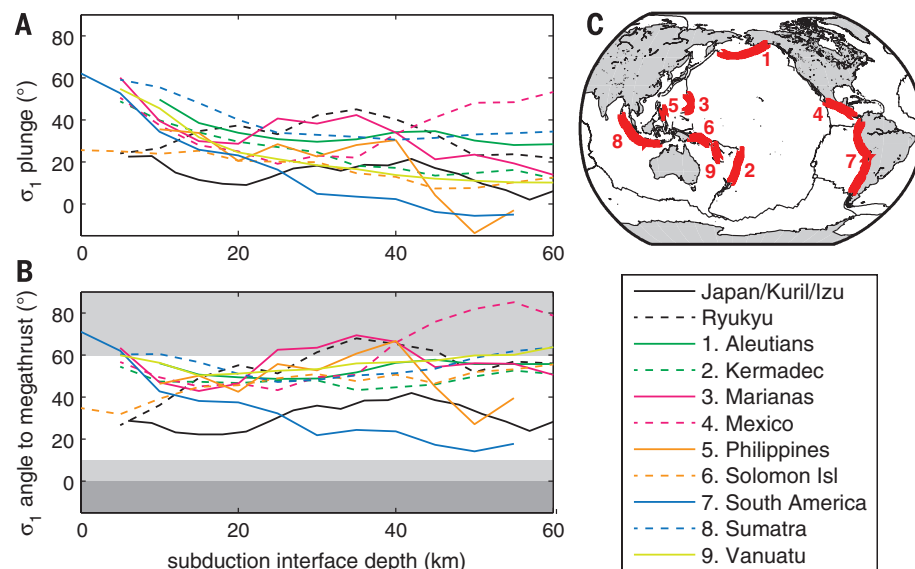 A
80
60
40
20
0
σ1 plunge (°)
0
20
40
60
B
80
60
40
20
0
σ1 angle to megathrust (°)
0
20
40
60
subduction interface depth (km)
C
1
5
3
4
6
8
7
9
2
Japan/Kuril/Izu
Ryukyu
1. Aleutians
2. Kermadec
3. Marianas
4. Mexico
5. Philippines
6. Solomon Isl
7. South America
8. Sumatra
9. Vanuatu